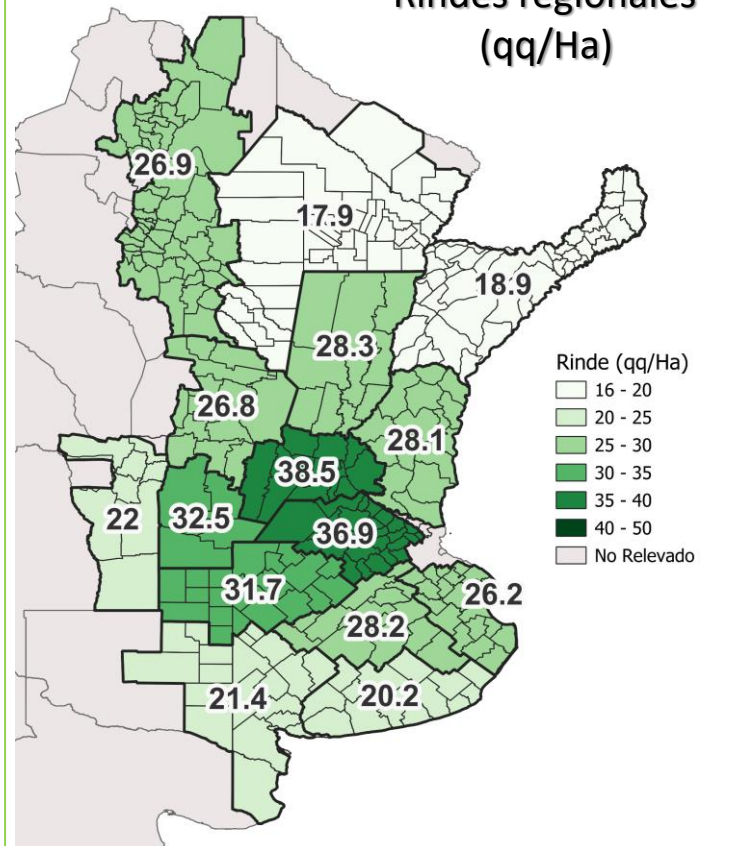 Rindes regionales
(qq/Ha)
26.9
17.9
18.9
28.3
26.8
28.1
38.5
22
32.5
36.9
31.7
26.2
28.2
21.4
20.2
Rinde (qq/Ha)
16 - 20
20 - 25
25 - 30
30 - 35
35 - 40
40 - 50
No Relevado